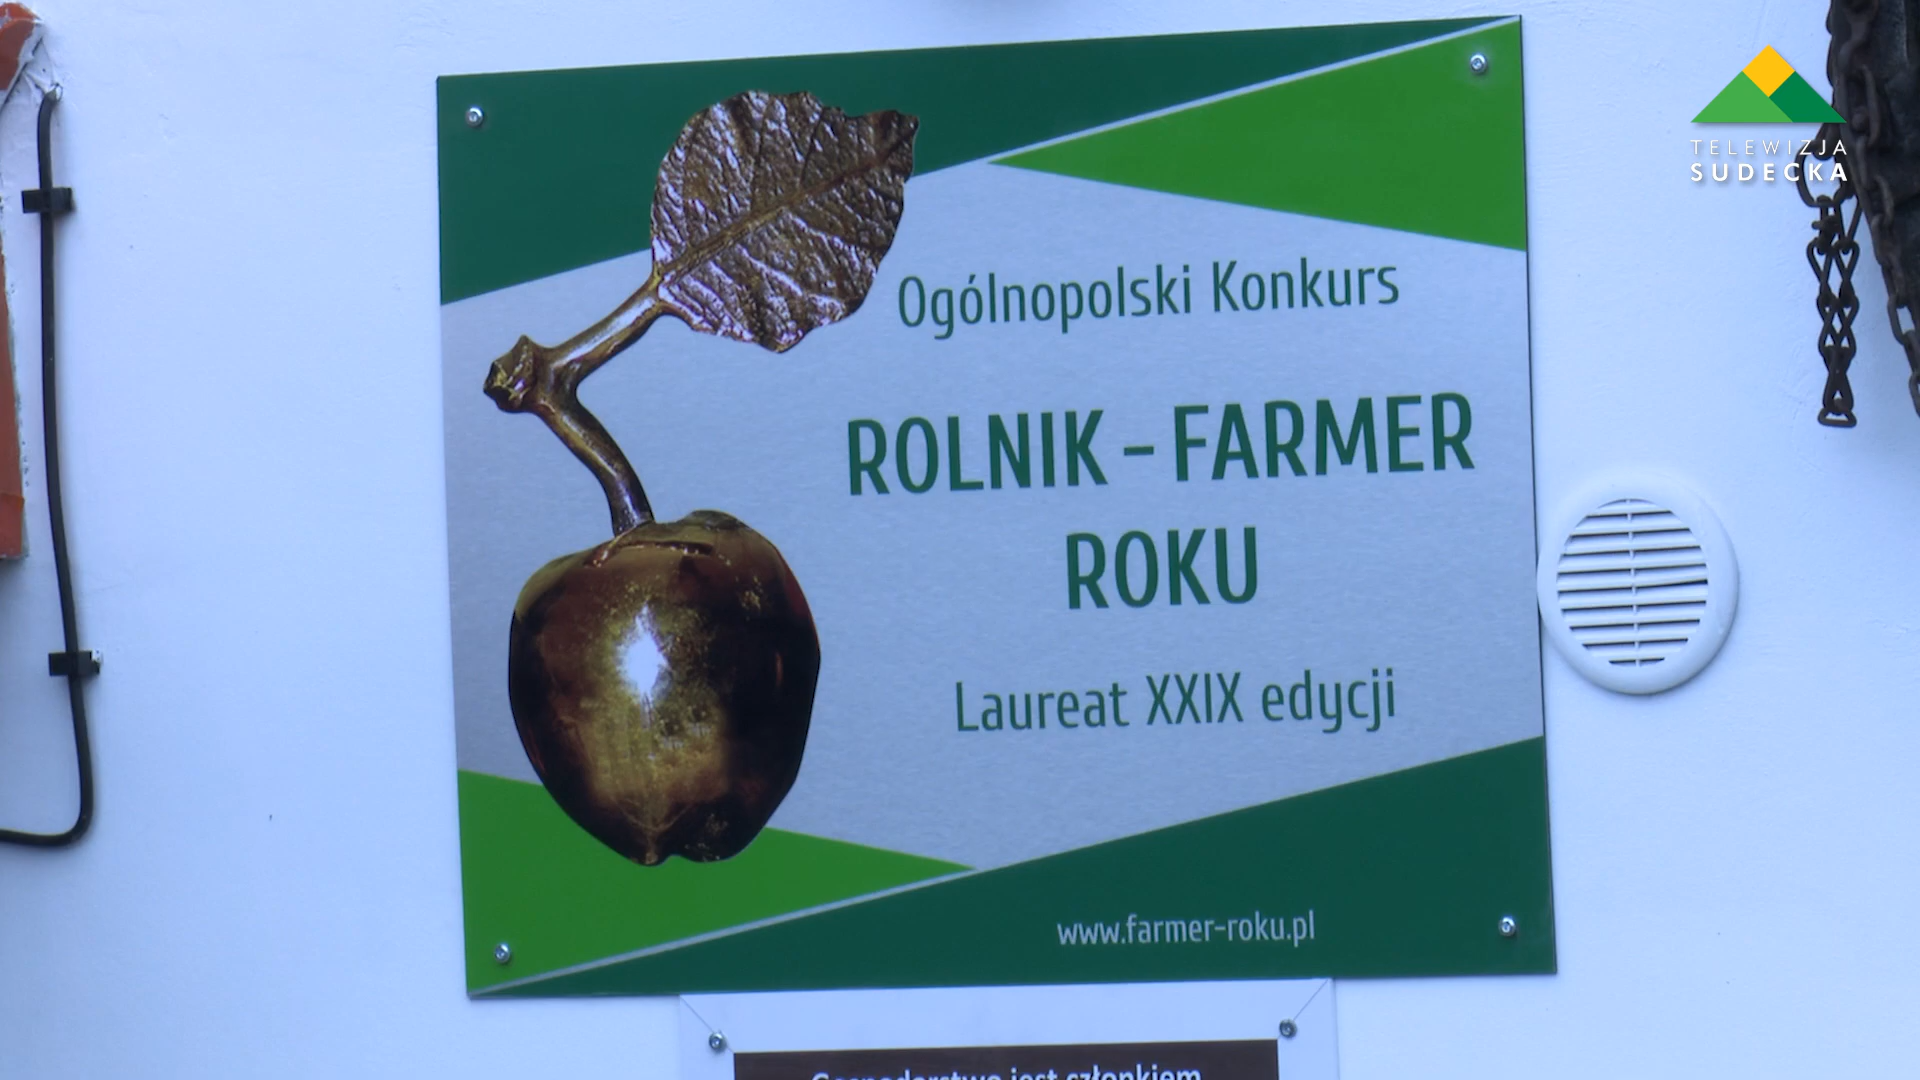 TELEWIZJA
SUDECKA
Ogólnopolski Konkurs
ROLNIK – FARMER
ROKU
Laureat XXIX edycji
www.farmer-roku.pl
Gospodarstwo jest członkiem